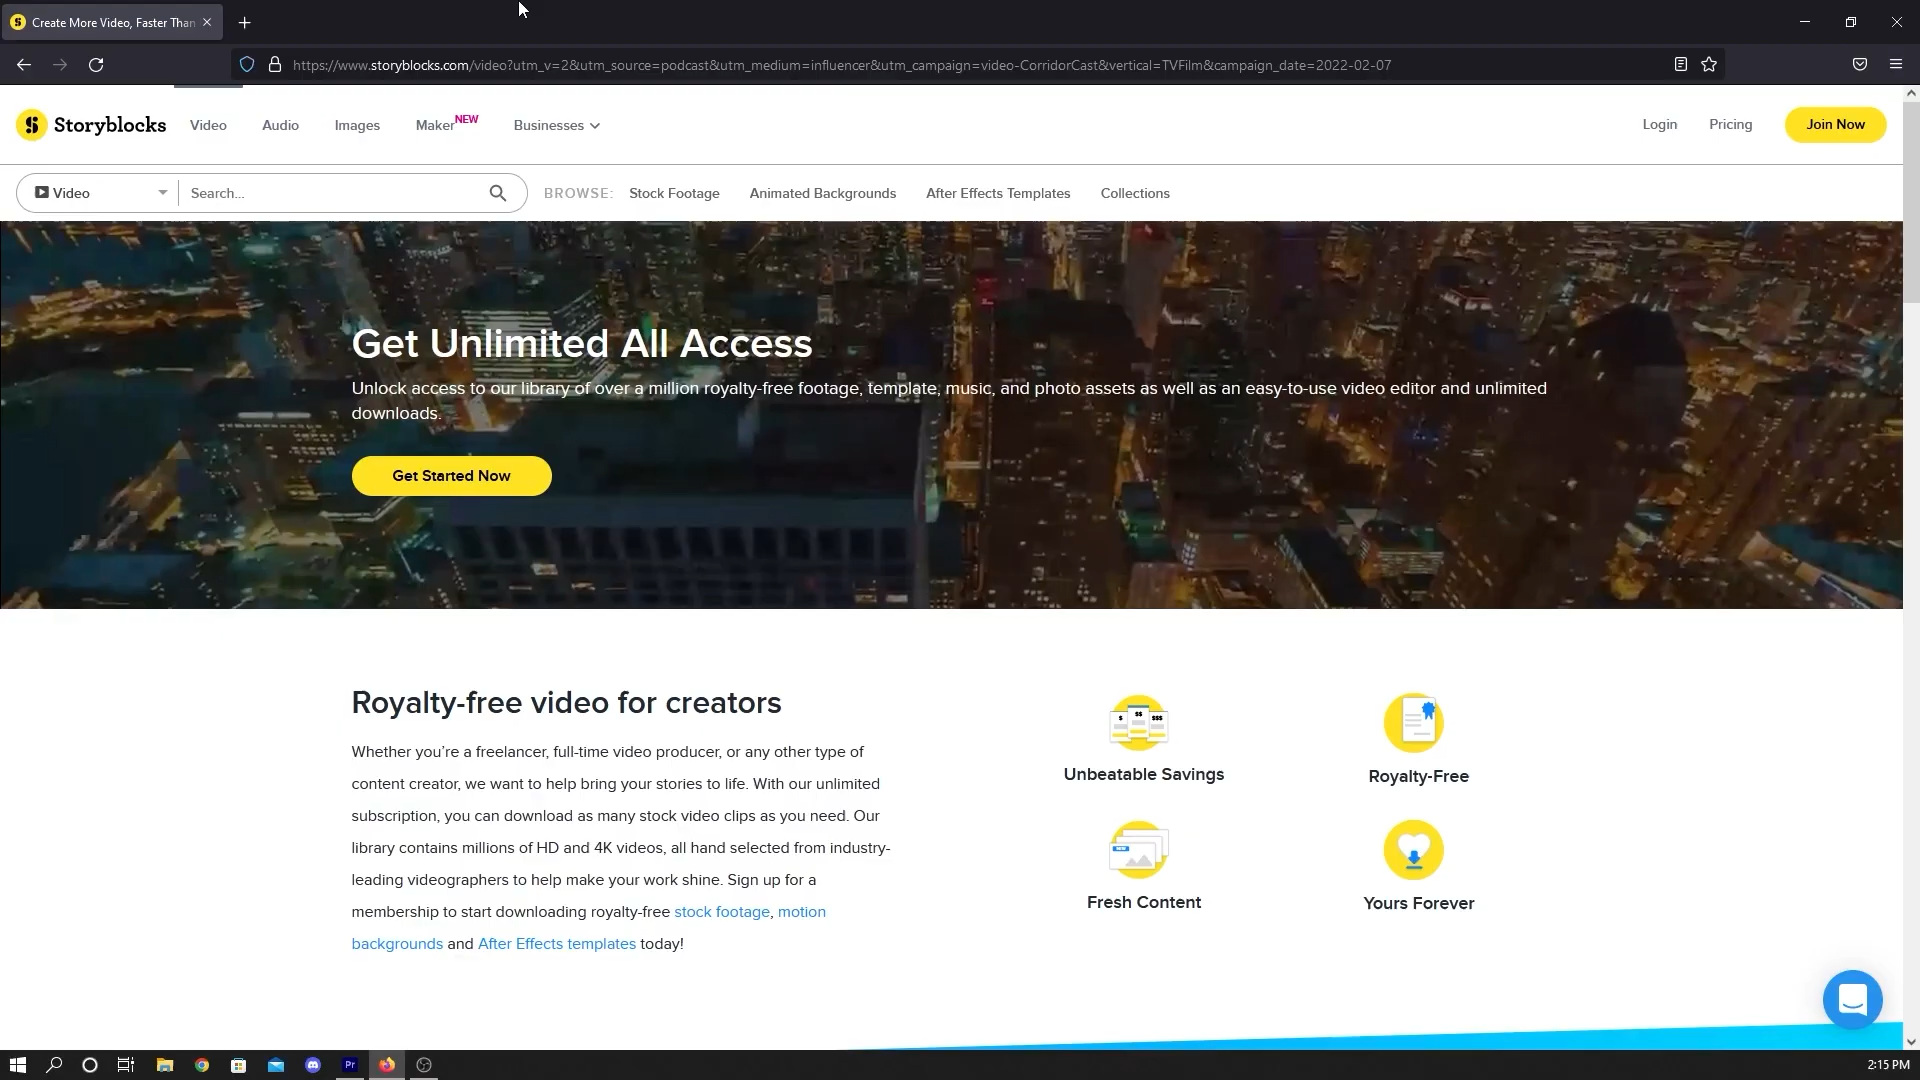 Create More Video, Faster Than
https://www.storyblocks.com/video?utm_v=2&utm_source=podcast&utm_medium=influencer&utm_campaign=video-CorridorCast&vertical=TVFilm&campaign_date=2022-02-07
Storyblocks Video Audio Images Maker NEW Businesses Login Pricing Join Now
Video Search... BROWSE: Stock Footage Animated Backgrounds After Effects Templates Collections
Get Unlimited All Access
Unlock access to our library of over a million royalty-free footage, template, music, and photo assets as well as an easy-to-use video editor and unlimited
downloads.
Get Started Now
Royalty-free video for creators
Whether you're a freelancer, full-time video producer, or any other type of
content creator, we want to help bring your stories to life. With our unlimited
subscription, you can download as many stock video clips as you need. Our
library contains millions of HD and 4K videos, all hand selected from industry-
leading videographers to help make your work shine. Sign up for a
membership to start downloading royalty-free stock footage, motion
backgrounds and After Effects templates today!
$ $$ $$$
Unbeatable Savings
Royalty-Free
NEW
Fresh Content
Yours Forever
Pr
2:15 PM